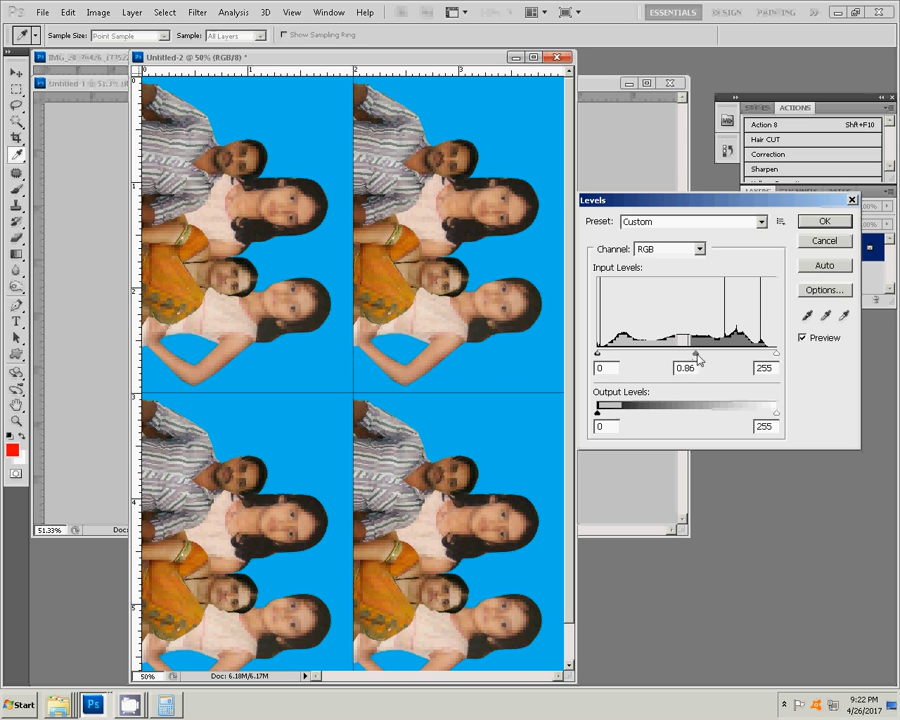 Ps File Edit Image Layer Select Filter Analysis 3D View Window Help ESSENTIALS DESIGN PAINTING
Sample Size: Point Sample Sample: All Layers Show Sampling Ring
Untitled-2 @ 50% (RGB/8) *
0 1 2 3
Styles ACTIONS
Action 8 Shft+F10
Hair CUT
Correction
Sharpen
LAYERS
Levels
Preset: Custom OK
Cancel
Channel: RGB
Input Levels: Auto
Options...
Preview
0 0.86 255
Output Levels:
0 255
51.33% Doc:
50% Doc: 6.18M/6.17M
Start Ps 9:22 PM
4/26/2017